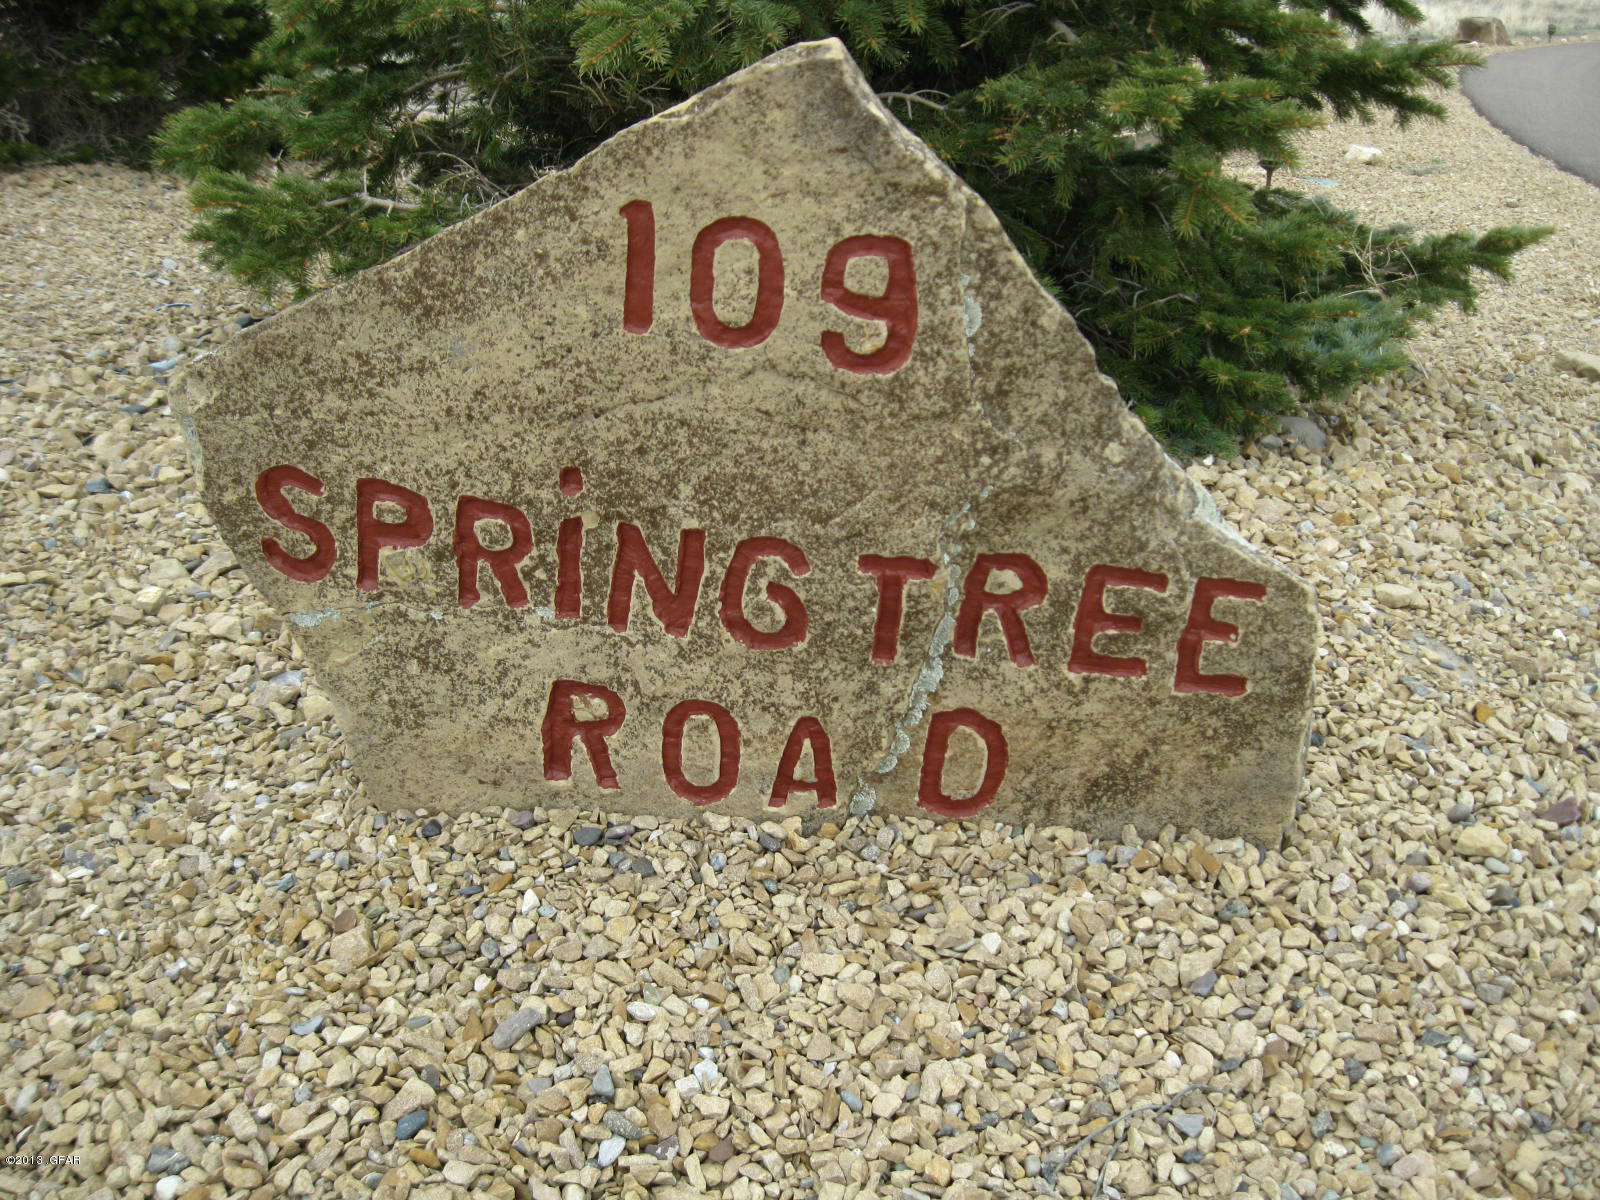 109
SPRiNG TREE
ROAD
©2013 .GFAR